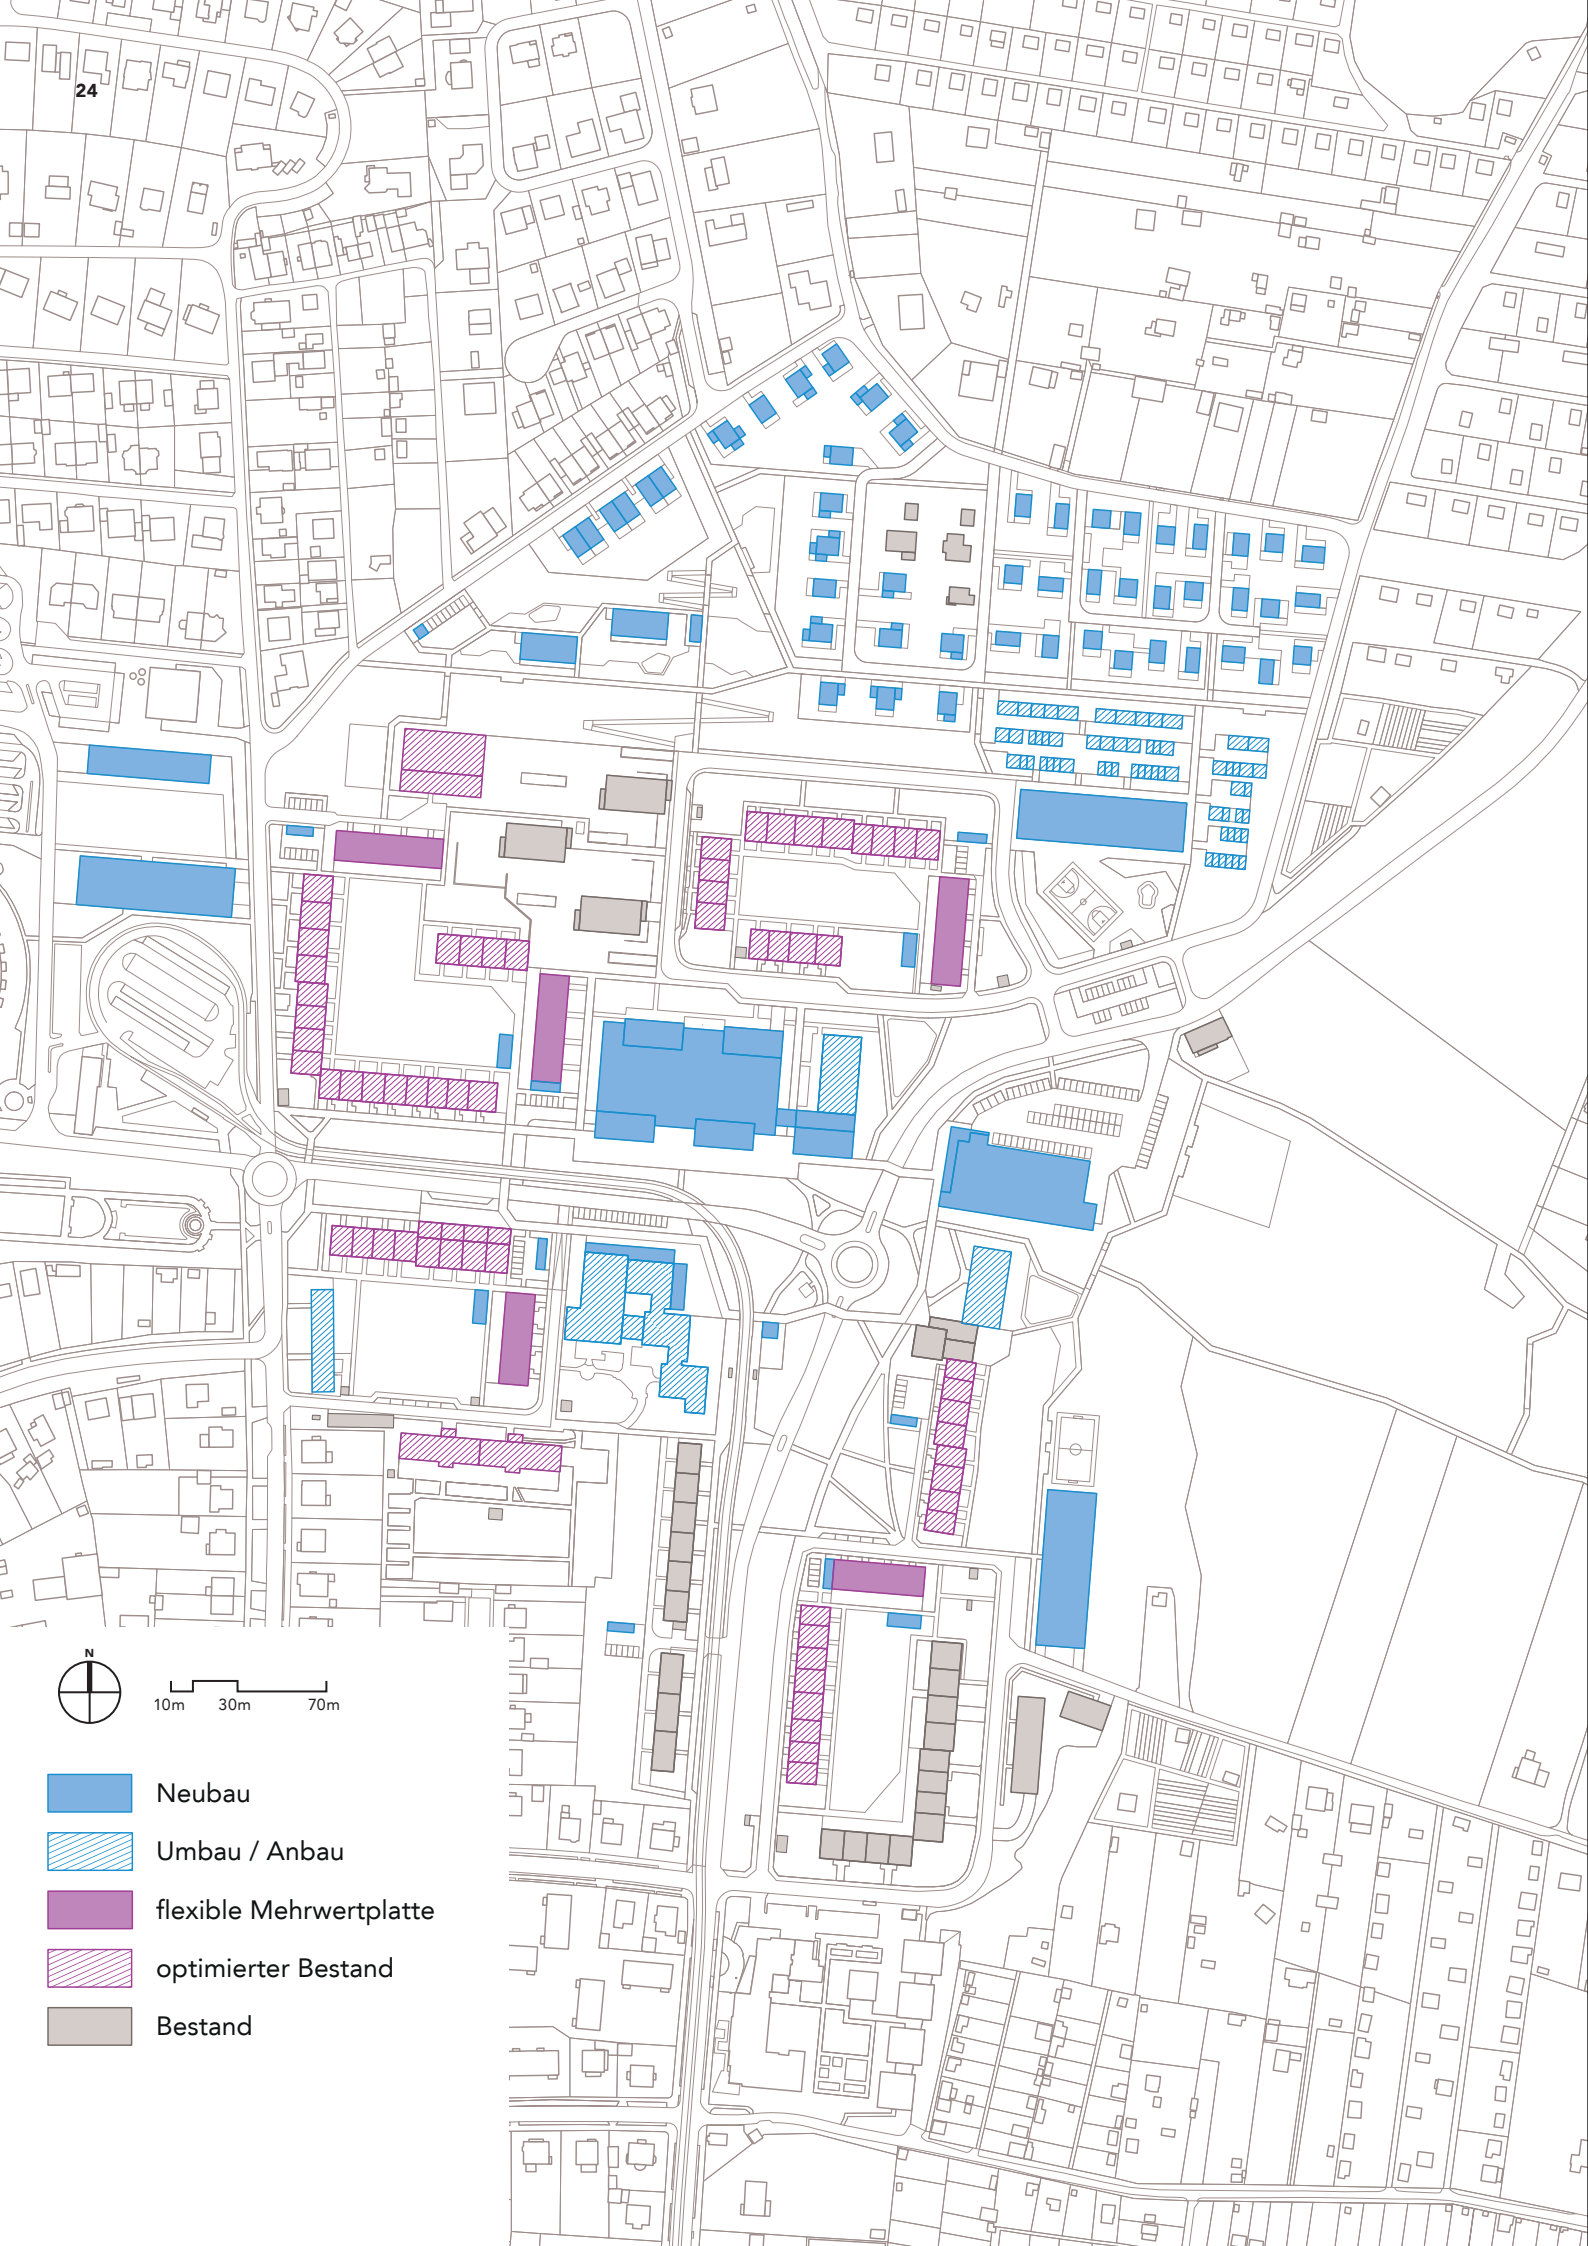 24
N
10m 30m 70m
Neubau
Umbau / Anbau
flexible Mehrwertplatte
optimierter Bestand
Bestand